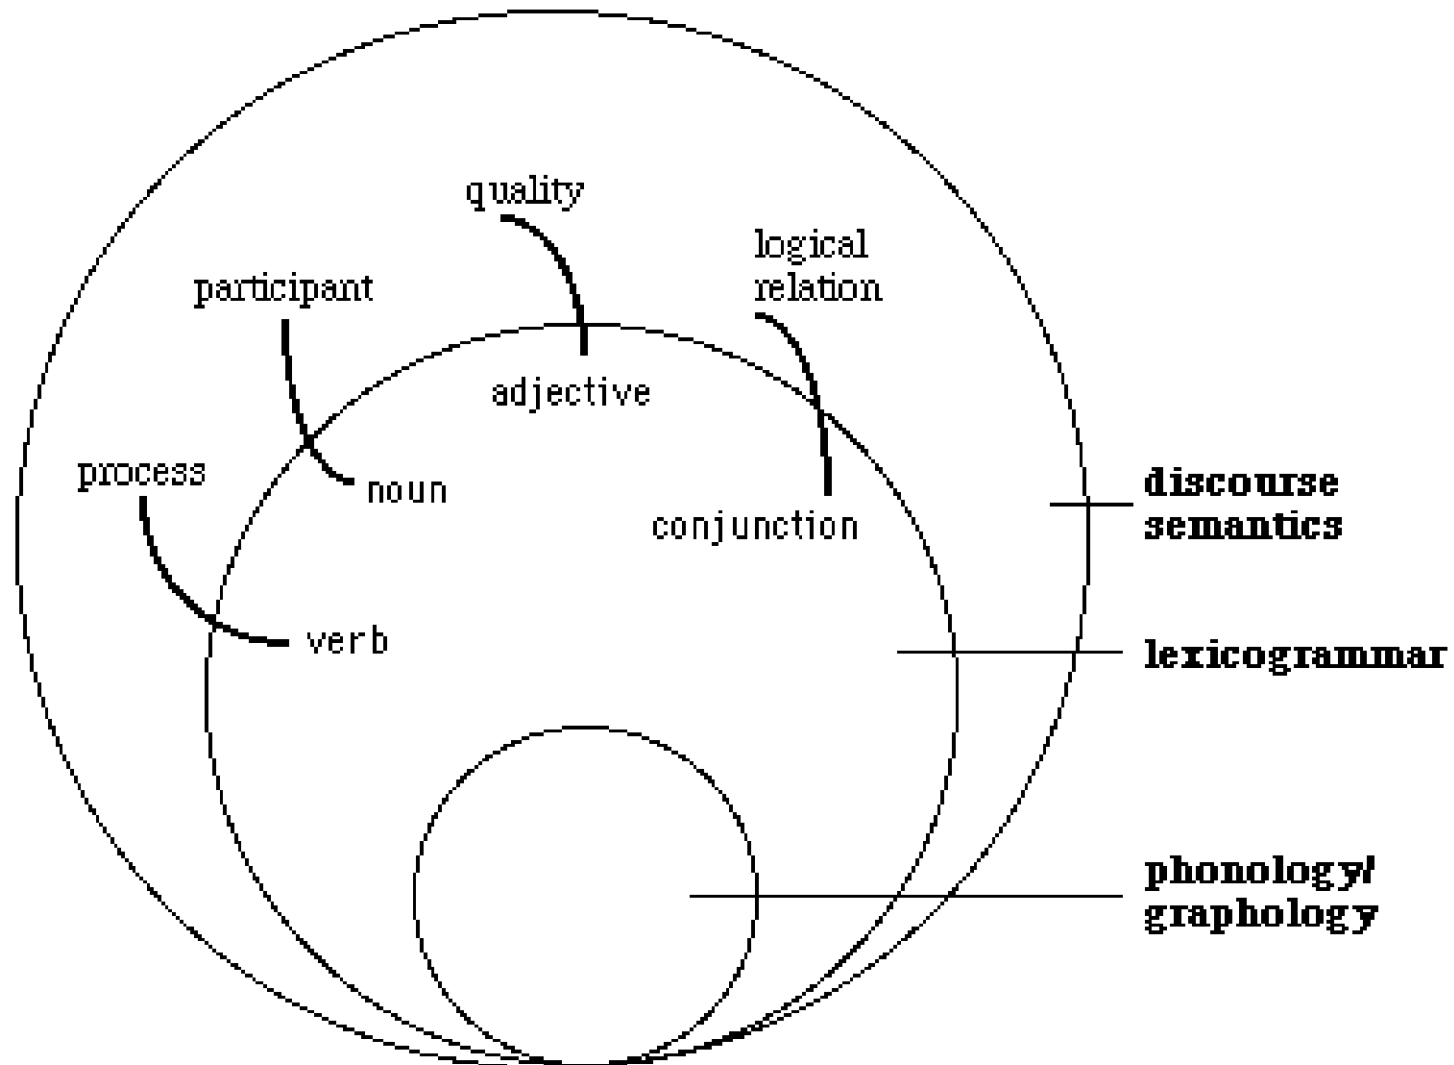 quality
logical
relation
participant
adjective
process
noun
conjunction
discourse
semantics
verb
lexicogrammar
phonology/
graphology